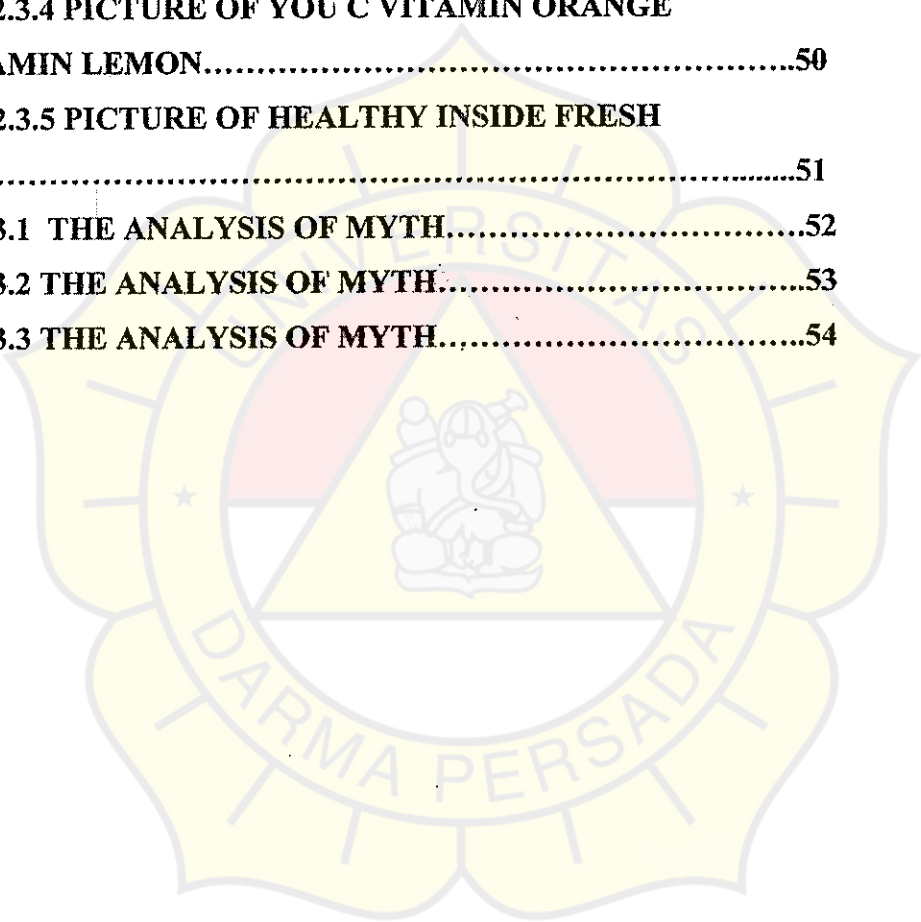 2.3.4 PICTURE OF YOU C VITAMIN ORANGE
AMIN LEMON..........................................................50
2.3.5 PICTURE OF HEALTHY INSIDE FRESH
..............................................................................51
3.1 THE ANALYSIS OF MYTH..................................52
3.2 THE ANALYSIS OF MYTH...................................53
3.3 THE ANALYSIS OF MYTH...................................54
UNIVERSITAS
DARMA PERSADA